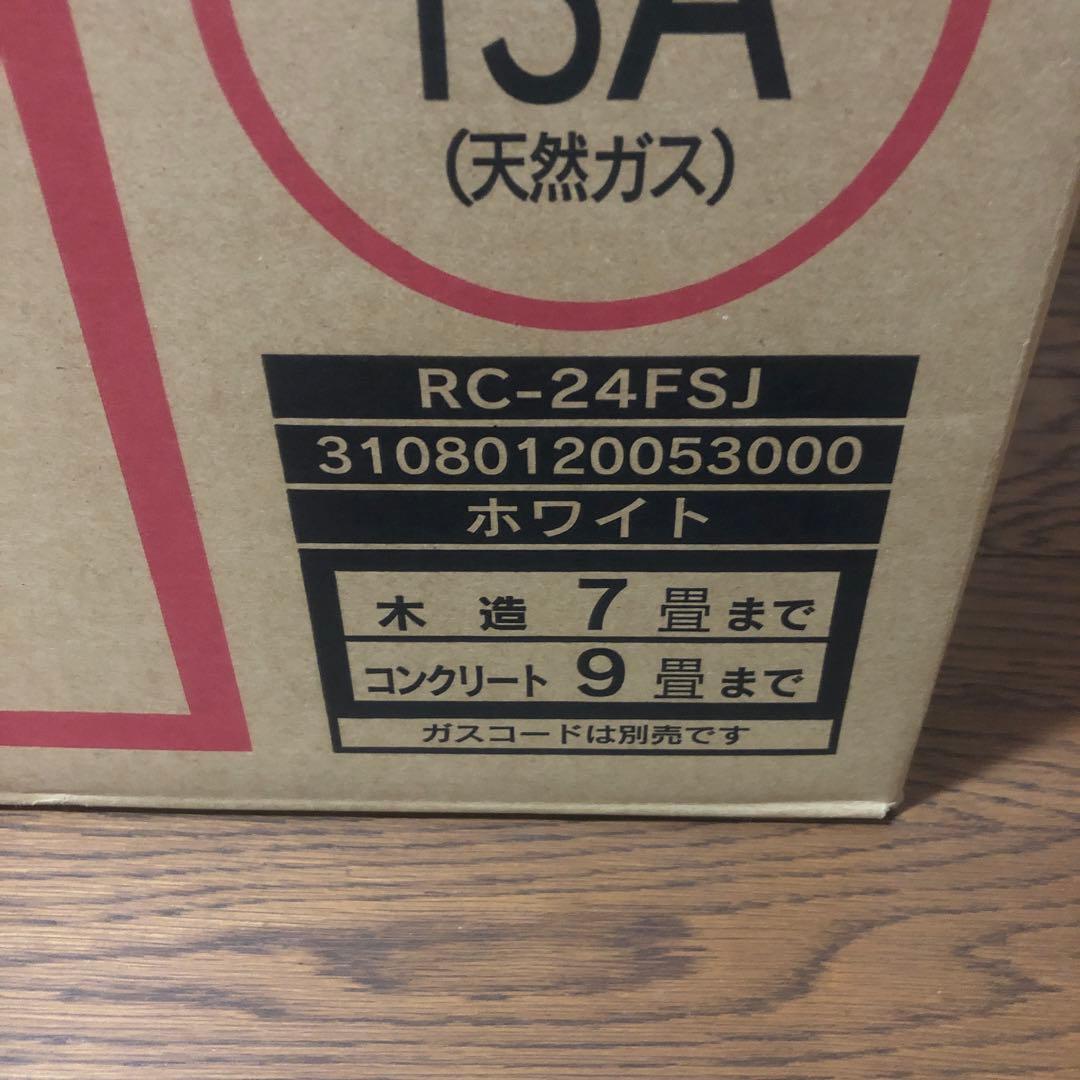 13A
(天然ガス)
RC-24FSJ
31080120053000
ホワイト
木造 7 畳まで
コンクリート 9 畳まで
ガスコードは別売です